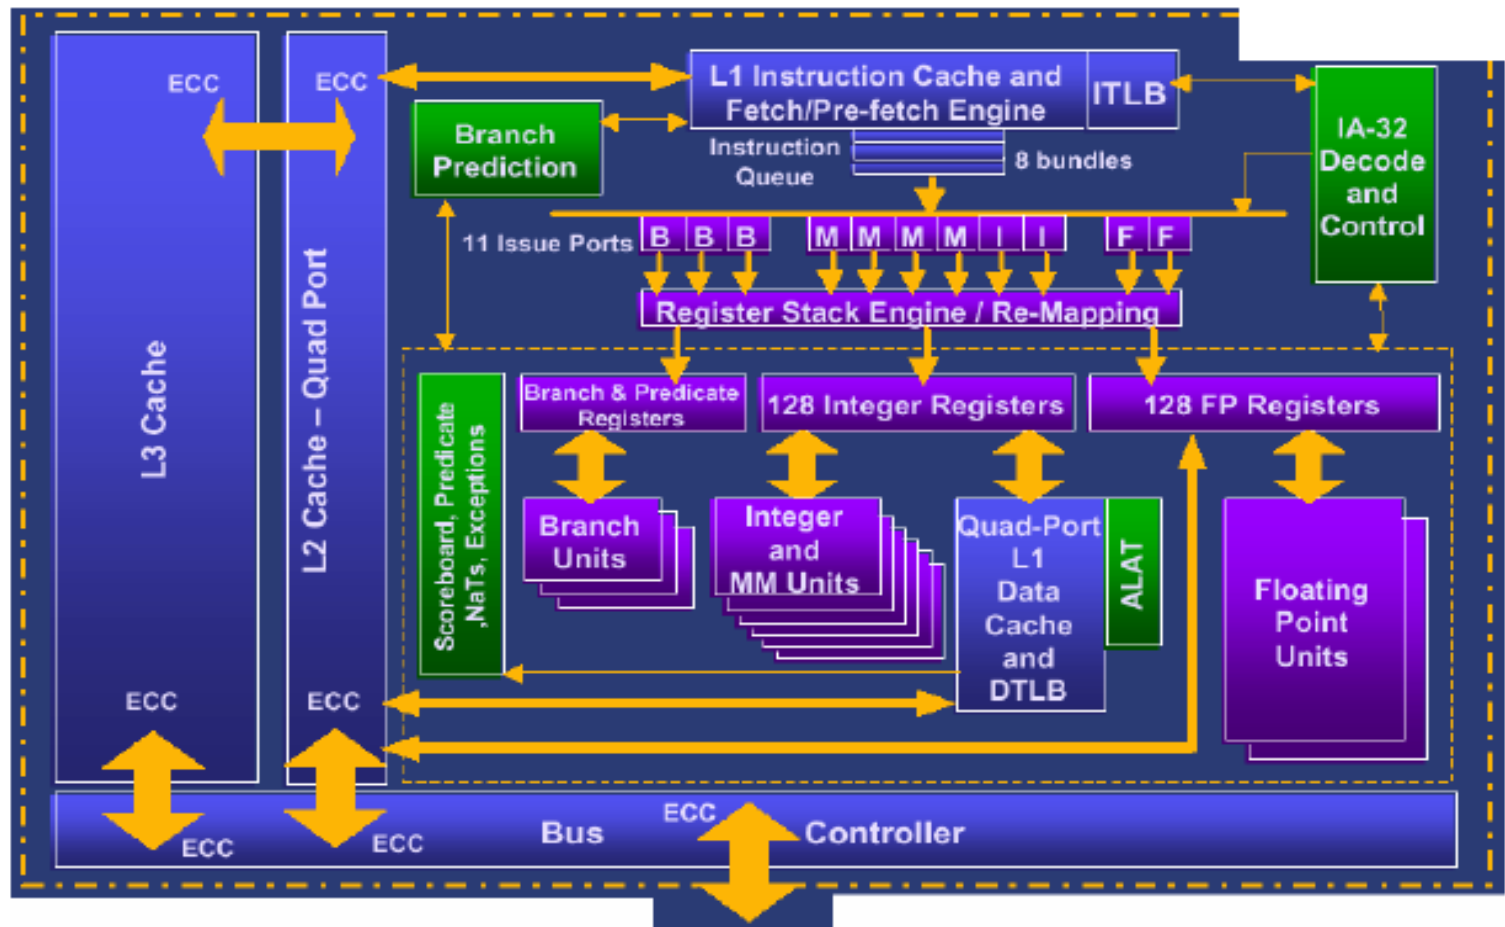 ECC
ECC
L1 Instruction Cache and
Fetch/Pre-fetch Engine
ITLB
Branch
Prediction
Instruction
Queue
8 bundles
IA-32
Decode
and
Control
11 Issue Ports
B B B
M M M M I I
F F
Register Stack Engine / Re-Mapping
L3 Cache
L2 Cache – Quad Port
Scoreboard, Predicate
,NaTs, Exceptions
Branch & Predicate
Registers
128 Integer Registers
128 FP Registers
Branch
Units
Integer
and
MM Units
Quad-Port
L1
Data
Cache
and
DTLB
ALAT
Floating
Point
Units
ECC
ECC
ECC
ECC
ECC
Bus Controller